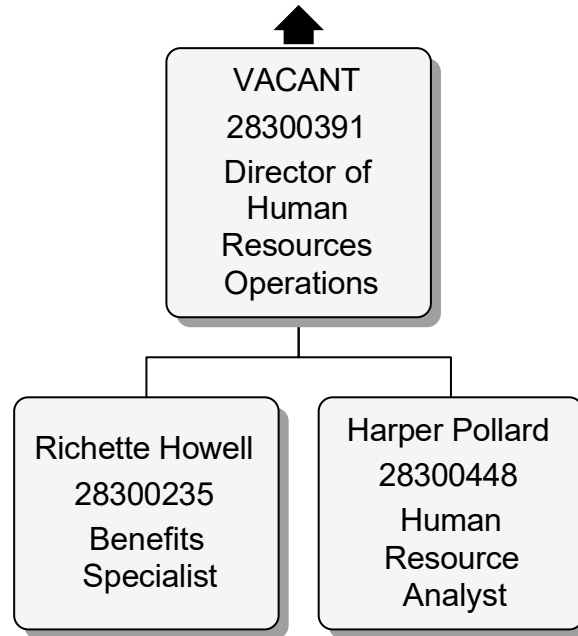 VACANT
28300391
Director of
Human
Resources
Operations
Richette Howell
28300235
Benefits
Specialist
Harper Pollard
28300448
Human
Resource
Analyst